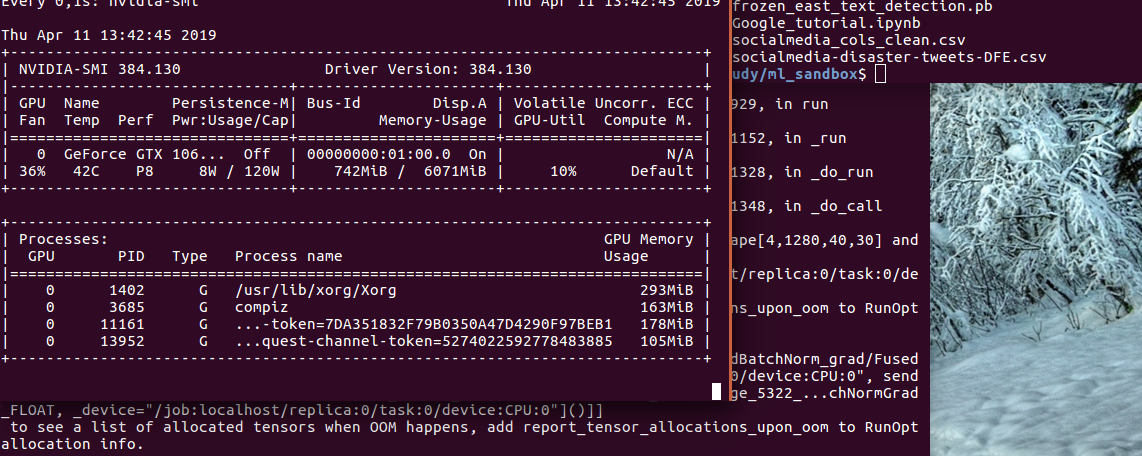 Every 0,1s: nvidia-smi Thu Apr 11 13:42:45 2019
Thu Apr 11 13:42:45 2019
+-----------------------------------------------------------------------------+
| NVIDIA-SMI 384.130 Driver Version: 384.130 |
|-------------------------------+----------------------+----------------------+
| GPU Name Persistence-M| Bus-Id Disp.A | Volatile Uncorr. ECC |
| Fan Temp Perf Pwr:Usage/Cap| Memory-Usage | GPU-Util Compute M. |
|===============================+======================+======================|
| 0 GeForce GTX 106... Off | 00000000:01:00.0 On | N/A |
| 36% 42C P8 8W / 120W | 742MiB / 6071MiB | 10% Default |
+-------------------------------+----------------------+----------------------+
+-----------------------------------------------------------------------------+
| Processes: GPU Memory |
| GPU PID Type Process name Usage |
|=============================================================================|
| 0 1402 G /usr/lib/xorg/Xorg 293MiB |
| 0 3685 G compiz 163MiB |
| 0 11161 G ...-token=7DA351832F79B0350A47D4290F97BEB1 178MiB |
| 0 13952 G ...quest-channel-token=5274022592778483885 105MiB |
+-----------------------------------------------------------------------------+
frozen_east_text_detection.pb
Google_tutorial.ipynb
socialmedia_cols_clean.csv
socialmedia-disaster-tweets-DFE.csv
udy/ml_sandbox$
929, in run
1152, in _run
1328, in _do_run
1348, in _do_call
ape[4,1280,40,30] and
t/replica:0/task:0/de
ns_upon_oom to RunOpt
dBatchNorm_grad/Fused
0/device:CPU:0", send
ge_5322_...chNormGrad
_FLOAT, _device="/job:localhost/replica:0/task:0/device:CPU:0"]()]]
to see a list of allocated tensors when OOM happens, add report_tensor_allocations_upon_oom to RunOpt
allocation info.